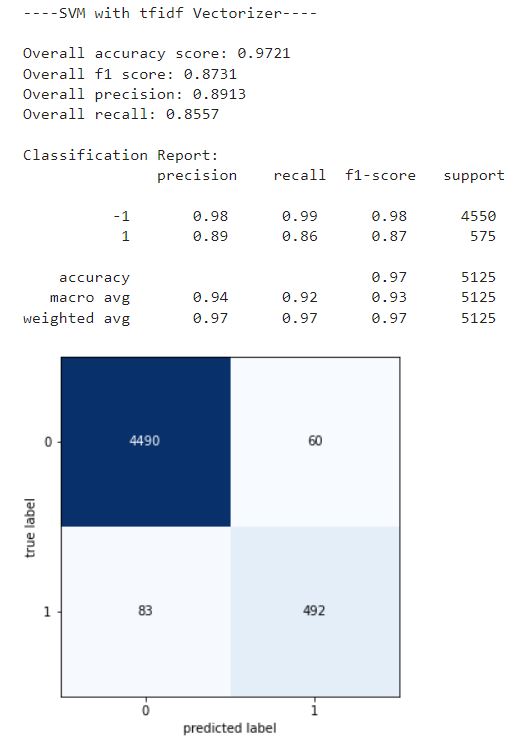 ----SVM with tfidf Vectorizer----
Overall accuracy score: 0.9721
Overall f1 score: 0.8731
Overall precision: 0.8913
Overall recall: 0.8557
Classification Report:
precision recall f1-score support
-1 0.98 0.99 0.98 4550
1 0.89 0.86 0.87 575
accuracy 0.97 5125
macro avg 0.94 0.92 0.93 5125
weighted avg 0.97 0.97 0.97 5125
0 4490 60
true label
1 83 492
0 1
predicted label